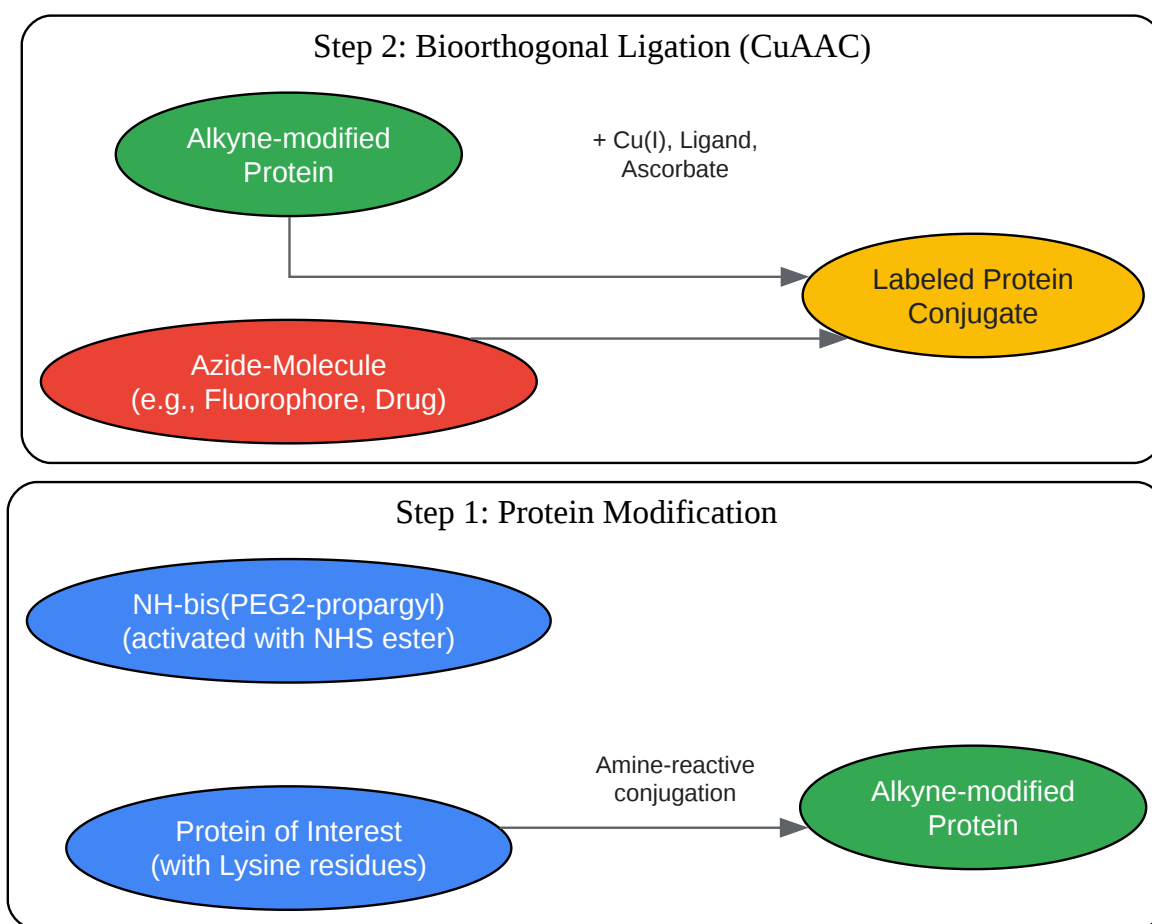 Step 2: Bioorthogonal Ligation (CuAAC)
Alkyne-modified
Protein
+ Cu(I), Ligand,
Ascorbate
Labeled Protein
Conjugate
Azide-Molecule
(e.g., Fluorophore, Drug)
Step 1: Protein Modification
NH-bis(PEG2-propargyl)
(activated with NHS ester)
Amine-reactive
conjugation
Alkyne-modified
Protein
Protein of Interest
(with Lysine residues)